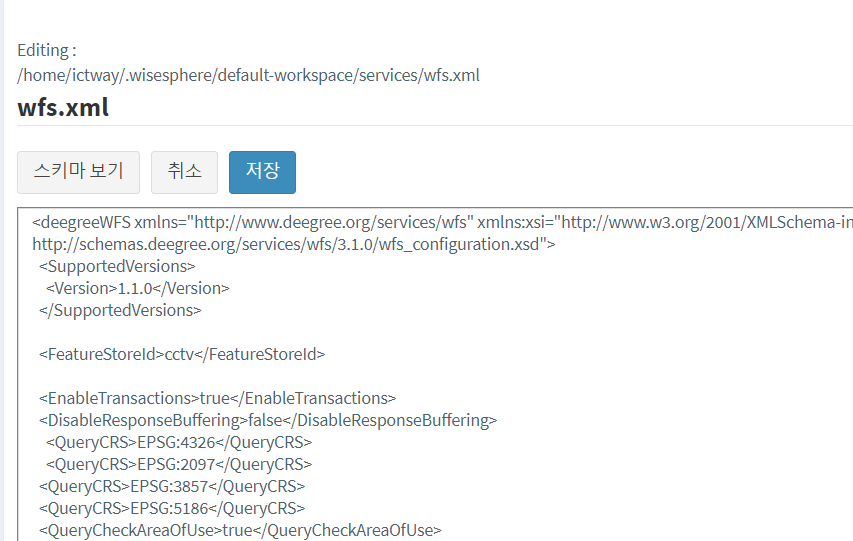 Editing :
/home/ictway/.wisesphere/default-workspace/services/wfs.xml
wfs.xml
스키마 보기 취소 저장
<deegreeWFS xmlns="http://www.deegree.org/services/wfs" xmlns:xsi="http://www.w3.org/2001/XMLSchema-in
http://schemas.deegree.org/services/wfs/3.1.0/wfs_configuration.xsd">
<SupportedVersions>
<Version>1.1.0</Version>
</SupportedVersions>
<FeatureStoreId>cctv</FeatureStoreId>
<EnableTransactions>true</EnableTransactions>
<DisableResponseBuffering>false</DisableResponseBuffering>
<QueryCRS>EPSG:4326</QueryCRS>
<QueryCRS>EPSG:2097</QueryCRS>
<QueryCRS>EPSG:3857</QueryCRS>
<QueryCRS>EPSG:5186</QueryCRS>
<QueryCheckAreaOfUse>true</QueryCheckAreaOfUse>